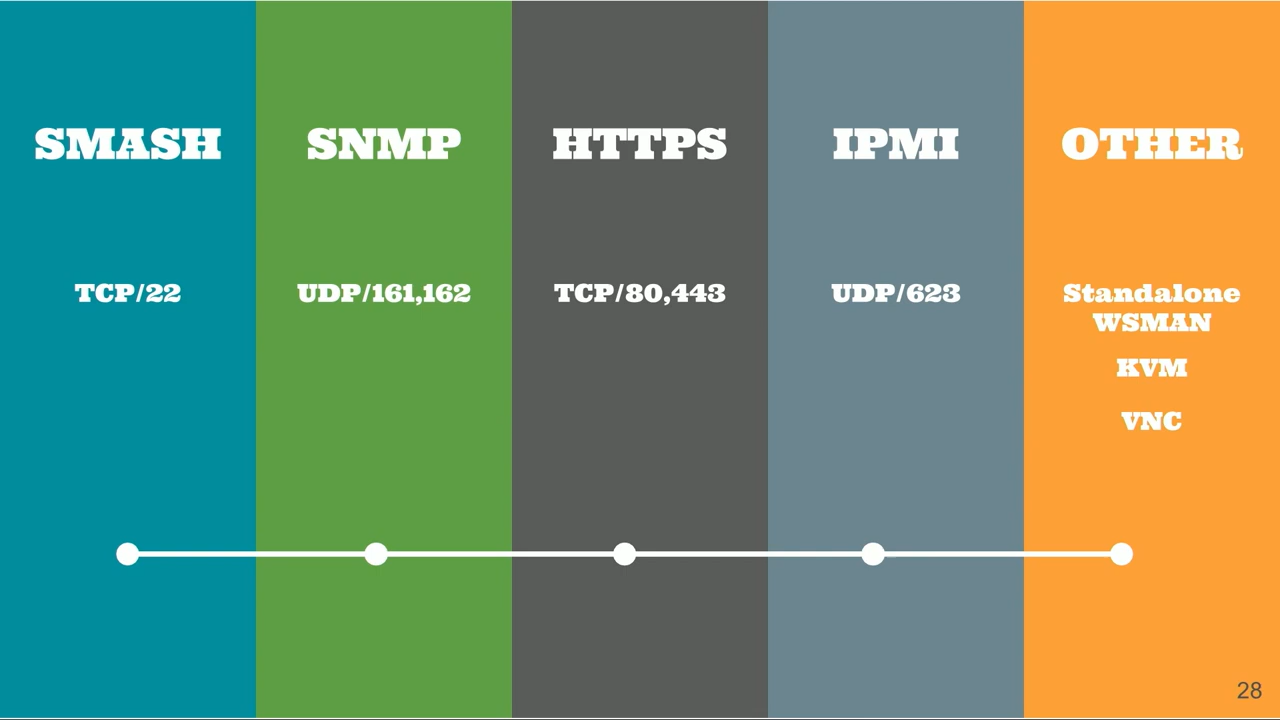 SMASH
TCP/22
SNMP
UDP/161,162
HTTPS
TCP/80,443
IPMI
UDP/623
OTHER
Standalone
WSMAN
KVM
VNC
28